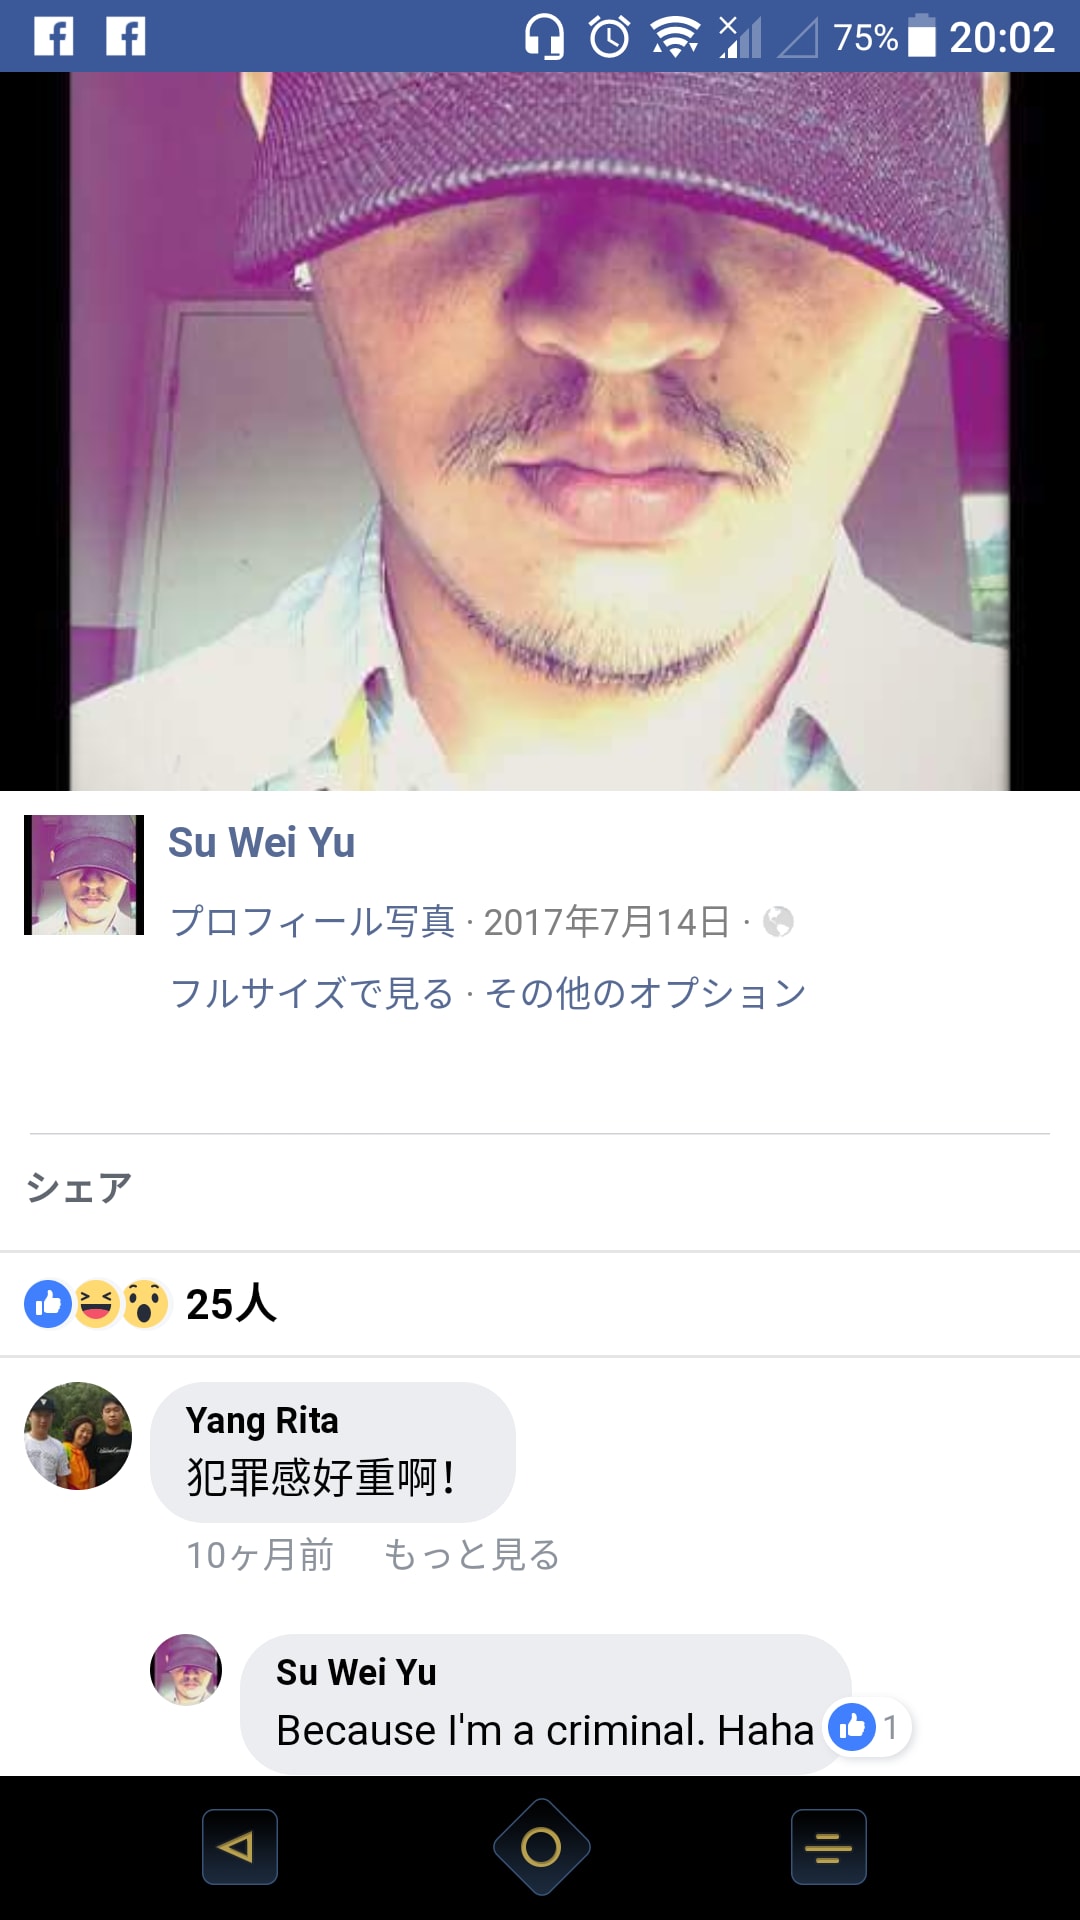 75% 20:02
Su Wei Yu
プロフィール写真 · 2017年7月14日 ·
フルサイズで見る · その他のオプション
シェア
25人
Yang Rita
犯罪感好重啊！
10ヶ月前 もっと見る
Su Wei Yu
Because I'm a criminal. Haha
1